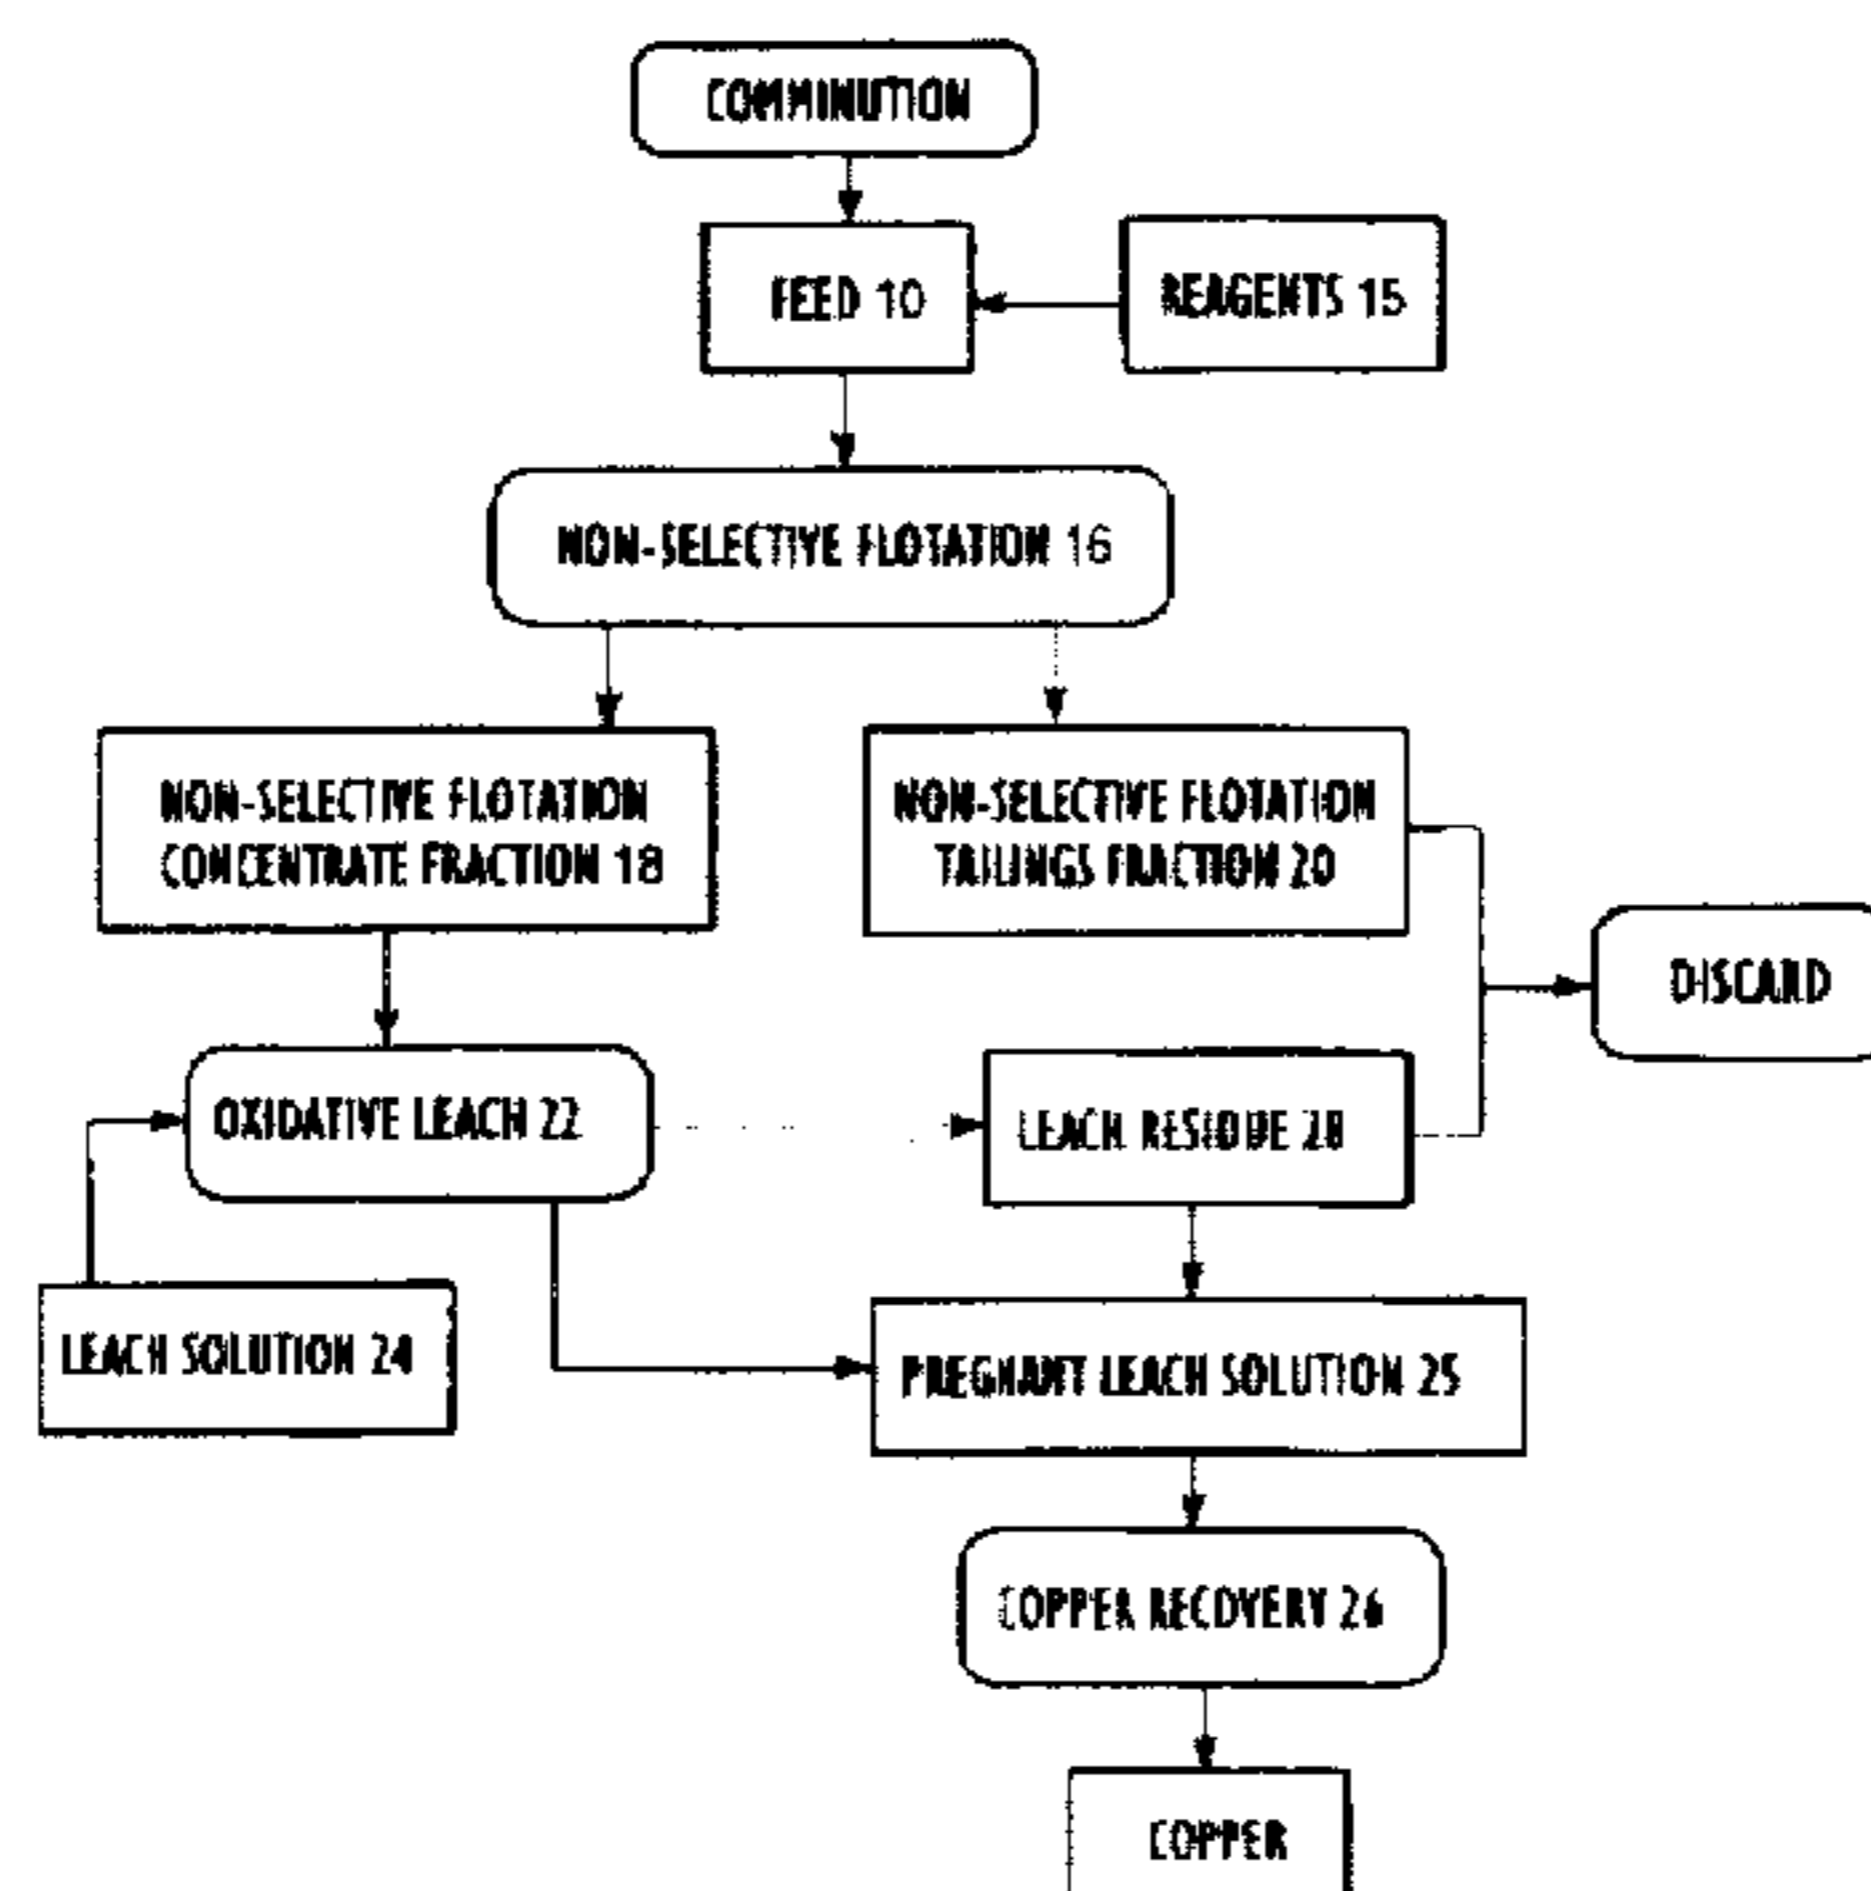 COMMINUTION
FEED 10
REAGENTS 15
NON-SELECTIVE FLOTATION 16
NON-SELECTIVE FLOTATION
CONCENTRATE FRACTION 18
NON-SELECTIVE FLOTATION
TAILINGS FRACTION 20
DISCARD
OXIDATIVE LEACH 22
LEACH RESIDUE 28
LEACH SOLUTION 24
PREGNANT LEACH SOLUTION 25
COPPER RECOVERY 26
COPPER